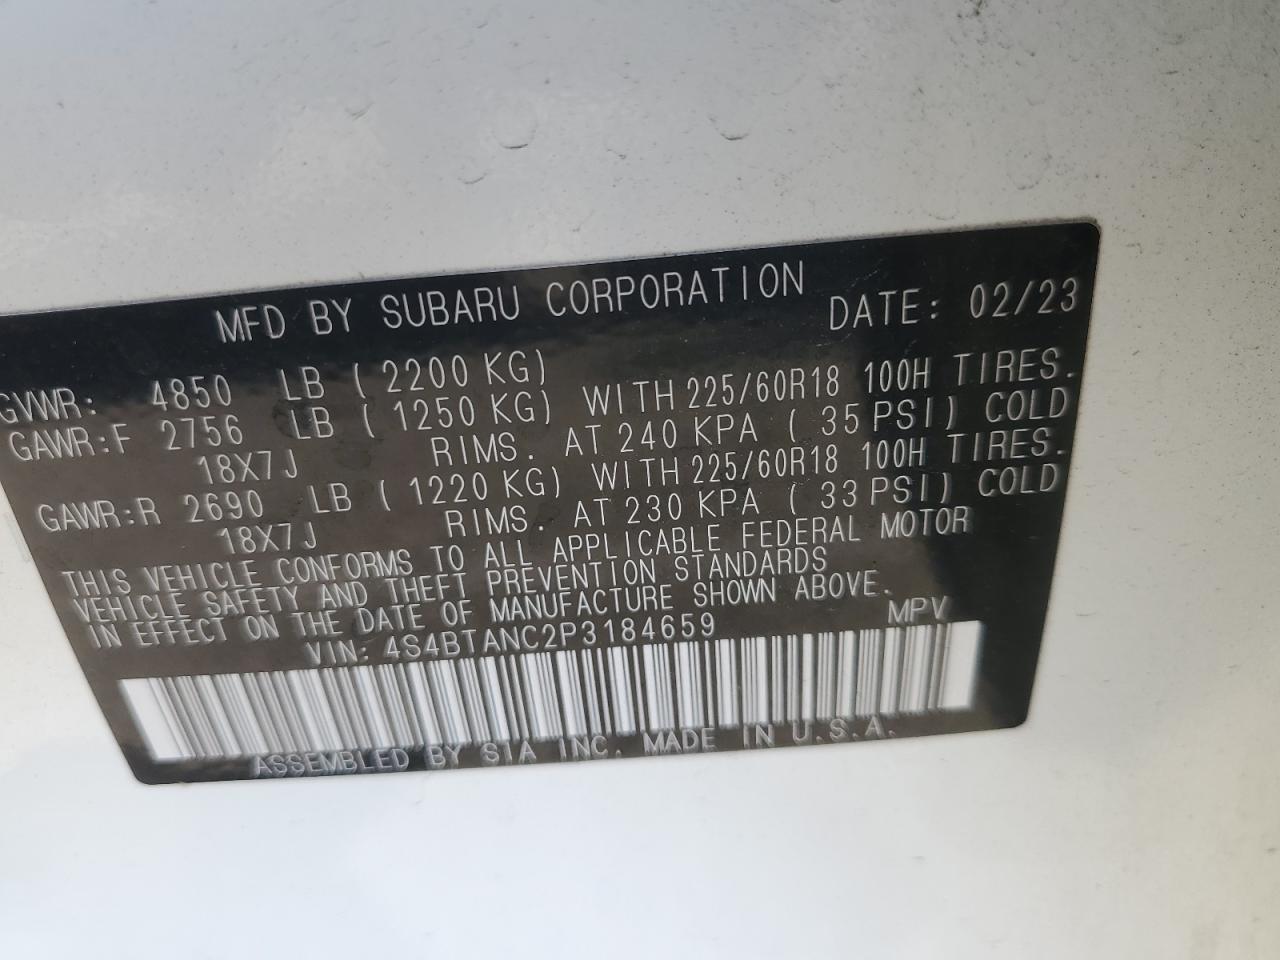 MFD BY SUBARU CORPORATION DATE: 02/23
GVWR: 4850 LB ( 2200 KG)
GAWR:F 2756 LB ( 1250 KG) WITH 225/60R18 100H TIRES.
18X7J RIMS. AT 240 KPA ( 35 PSI) COLD
GAWR:R 2690 LB ( 1220 KG) WITH 225/60R18 100H TIRES.
18X7J RIMS. AT 230 KPA ( 33 PSI) COLD
THIS VEHICLE CONFORMS TO ALL APPLICABLE FEDERAL MOTOR
VEHICLE SAFETY AND THEFT PREVENTION STANDARDS
IN EFFECT ON THE DATE OF MANUFACTURE SHOWN ABOVE.
VIN: 4S4BTANC2P3184659 MPV
ASSEMBLED BY SIA INC. MADE IN U.S.A.